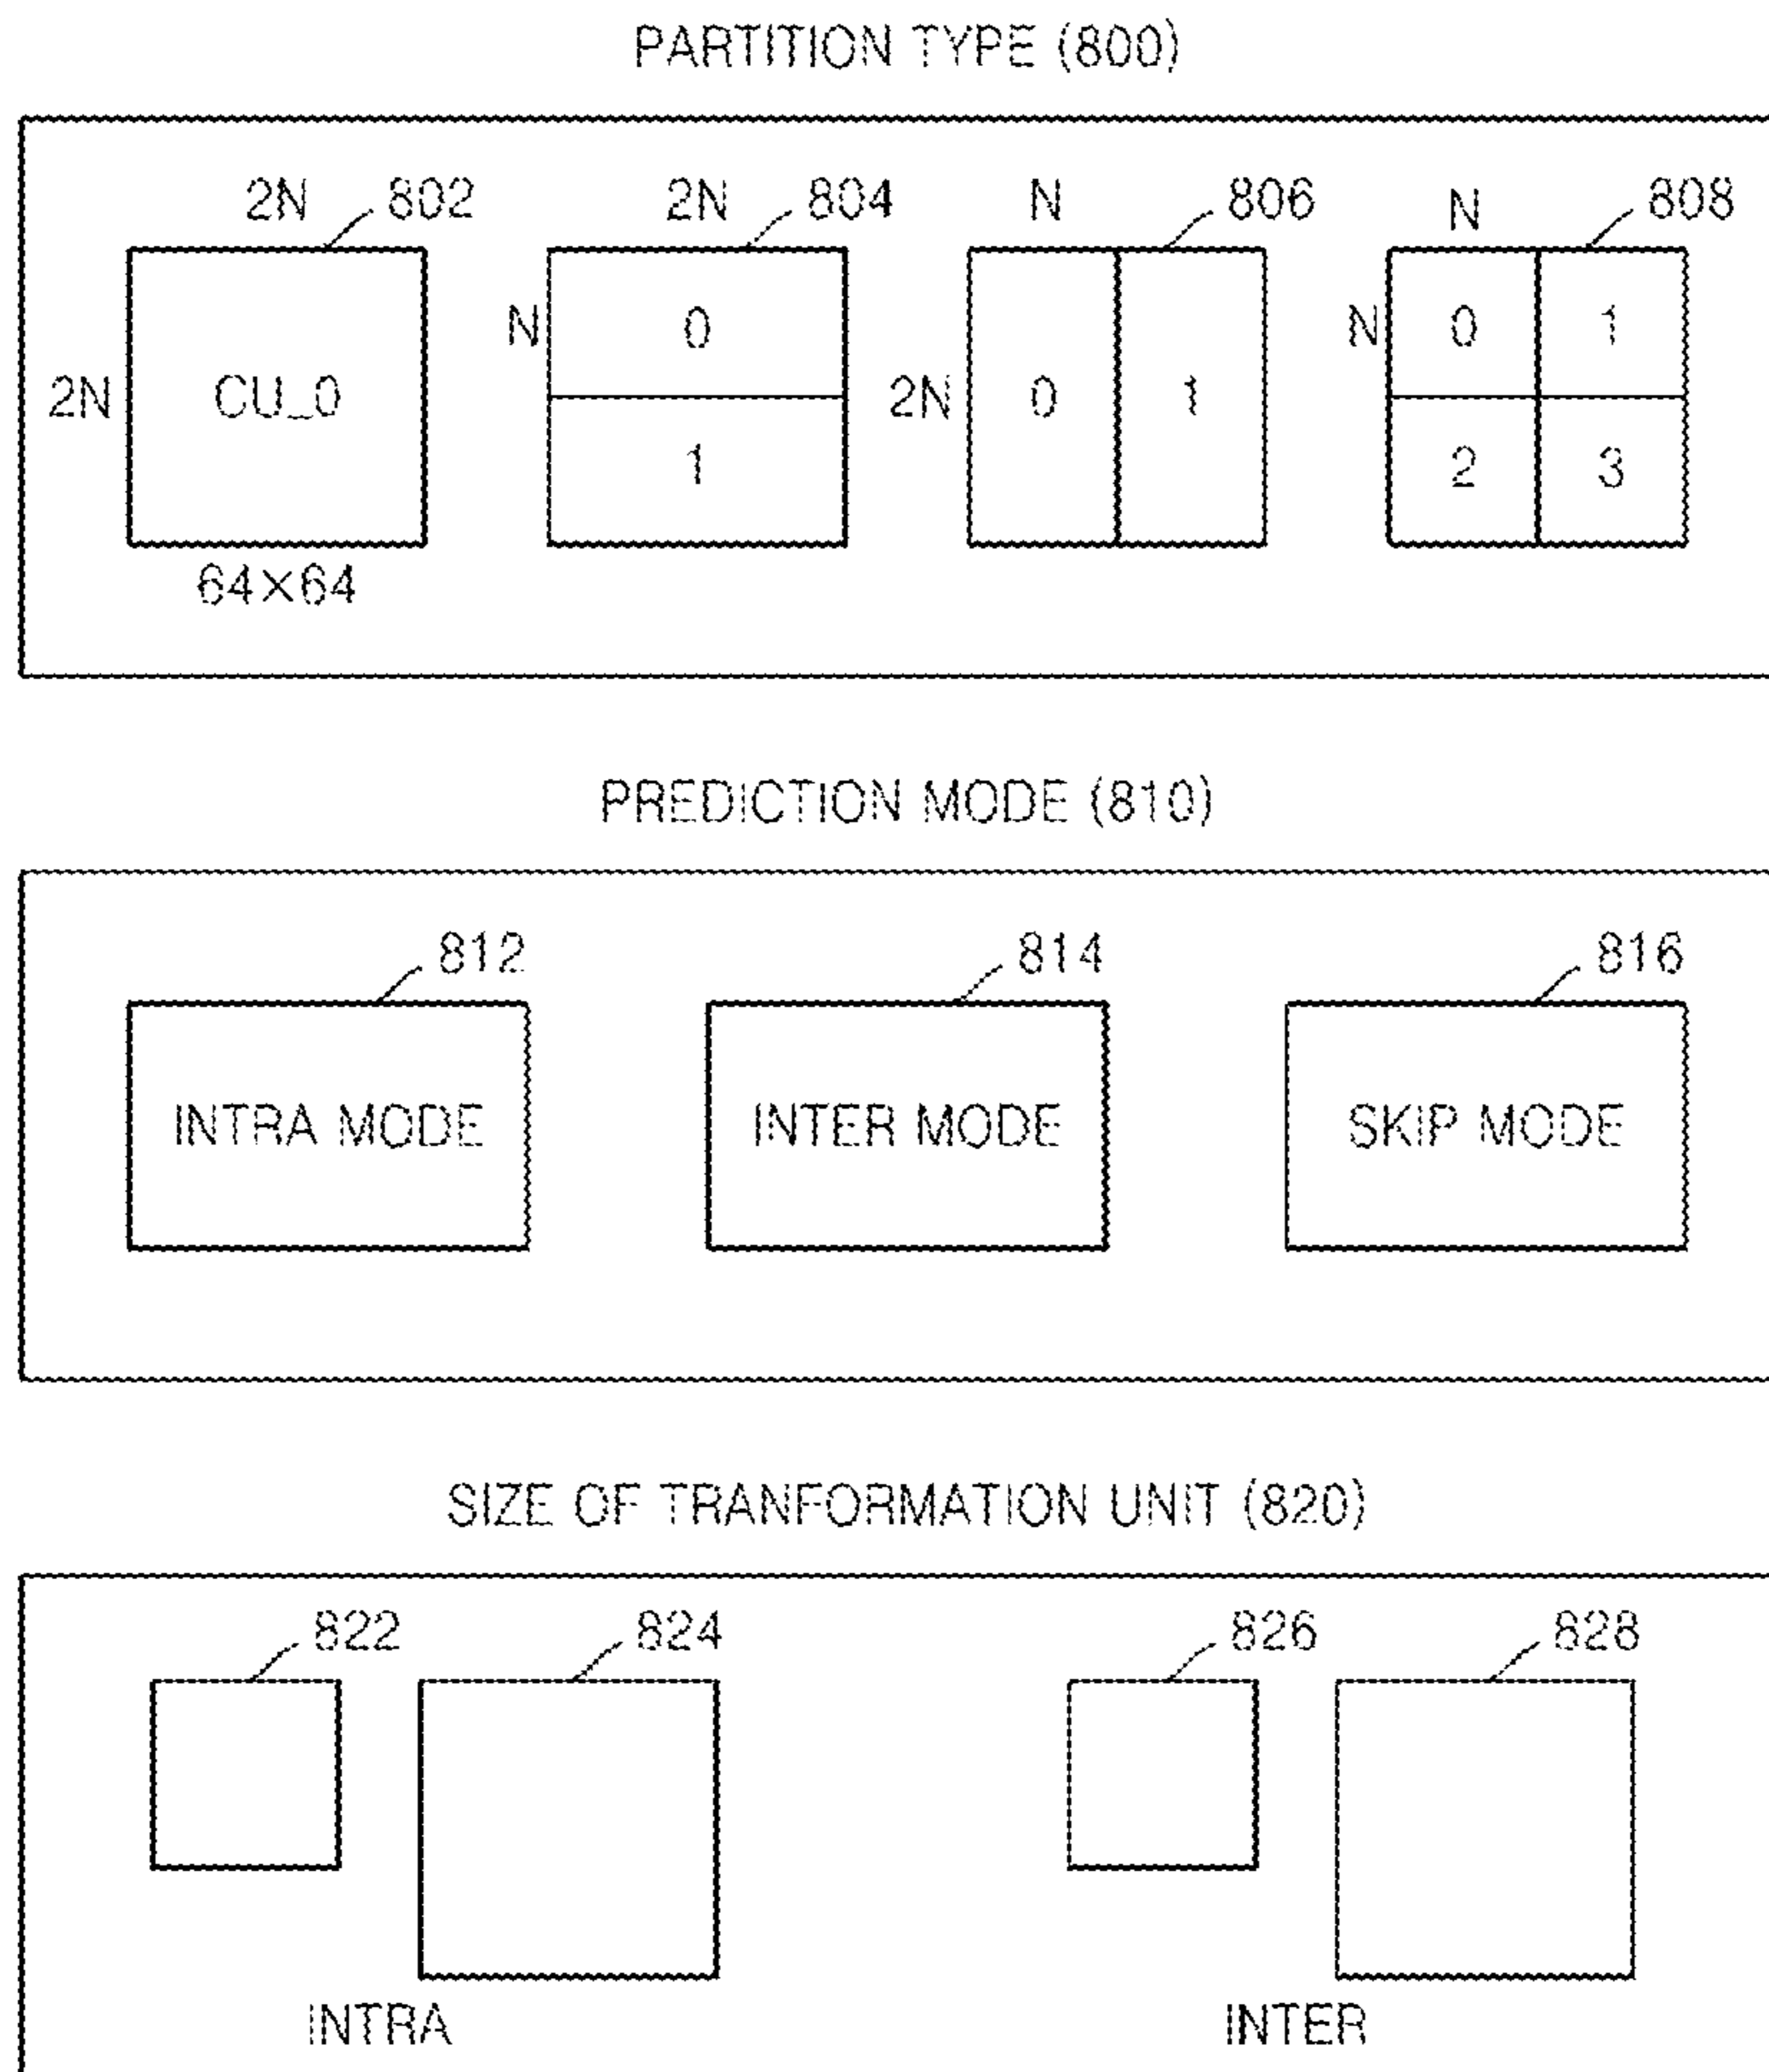 PARTITION TYPE (800)
2N 802 2N 804 N 806 N 808
N 0 N 0 1
2N CU_0 2N 0 1
1 2 3
64×64
PREDICTION MODE (810)
812 814 816
INTRA MODE INTER MODE SKIP MODE
SIZE OF TRANFORMATION UNIT (820)
822 824 826 828
INTRA INTER